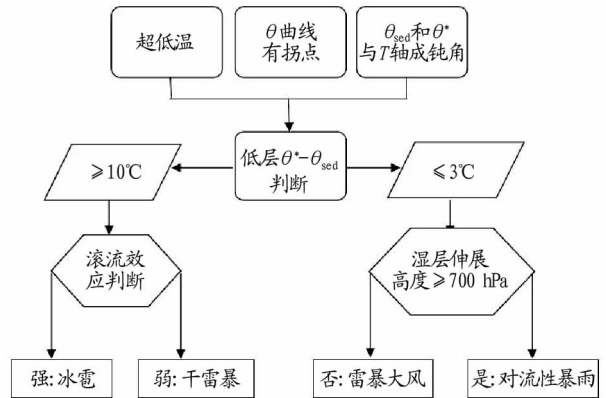 超低温
θ曲线
有拐点
θsed和θ*
与T轴成钝角
≥10℃
低层θ*−θsed
判断
≤3℃
滚流效
应判断
湿层伸展
高度≥700 hPa
强:冰雹
弱:干雷暴
否:雷暴大风
是:对流性暴雨